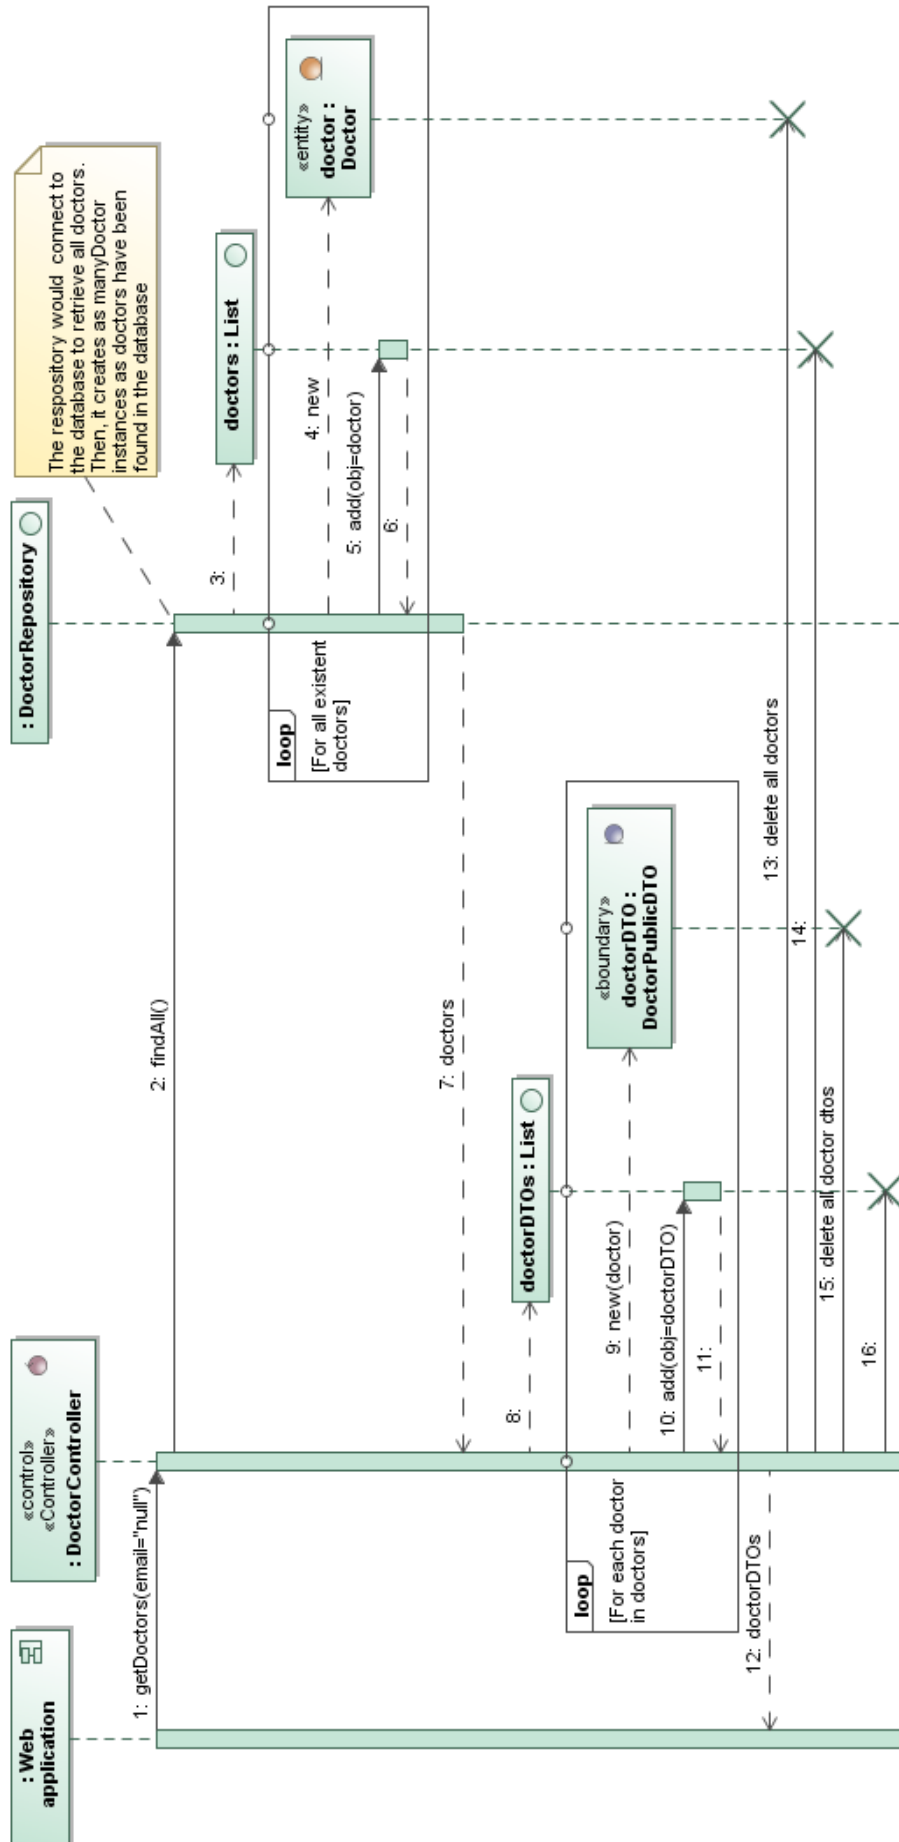 : Web
application
«control»
«Controller»
: DoctorController
: DoctorRepository
The respository would  connect to
the database to retrieve all doctors.
Then, it creates as manyDoctor
instances as doctors have been
found in the database
1: getDoctors(email="null")
2: findAll()
3:
doctors : List
loop
[For all existent
doctors]
4: new
«entity»
doctor :
Doctor
5: add(obj=doctor)
6:
7: doctors
8:
doctorDTOs : List
loop
[For each doctor
in doctors]
9: new(doctor)
«boundary»
doctorDTO :
DoctorPublicDTO
10: add(obj=doctorDTO)
11:
12: doctorDTOs
13: delete all doctors
14:
15: delete all doctor dtos
16: